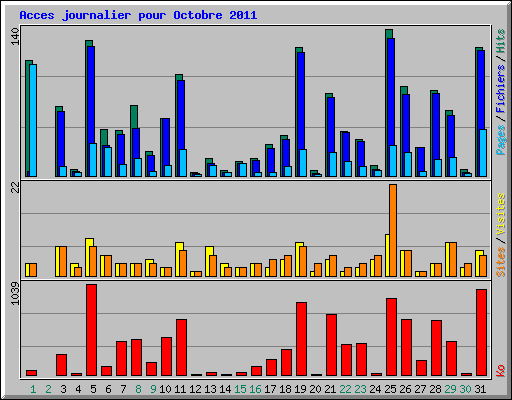 Acces journalier pour Octobre 2011
140
Pages / Fichiers / Hits
22
Sites / Visites
1039
Ko
1 2 3 4 5 6 7 8 9 10 11 12 13 14 15 16 17 18 19 20 21 22 23 24 25 26 27 28 29 30 31